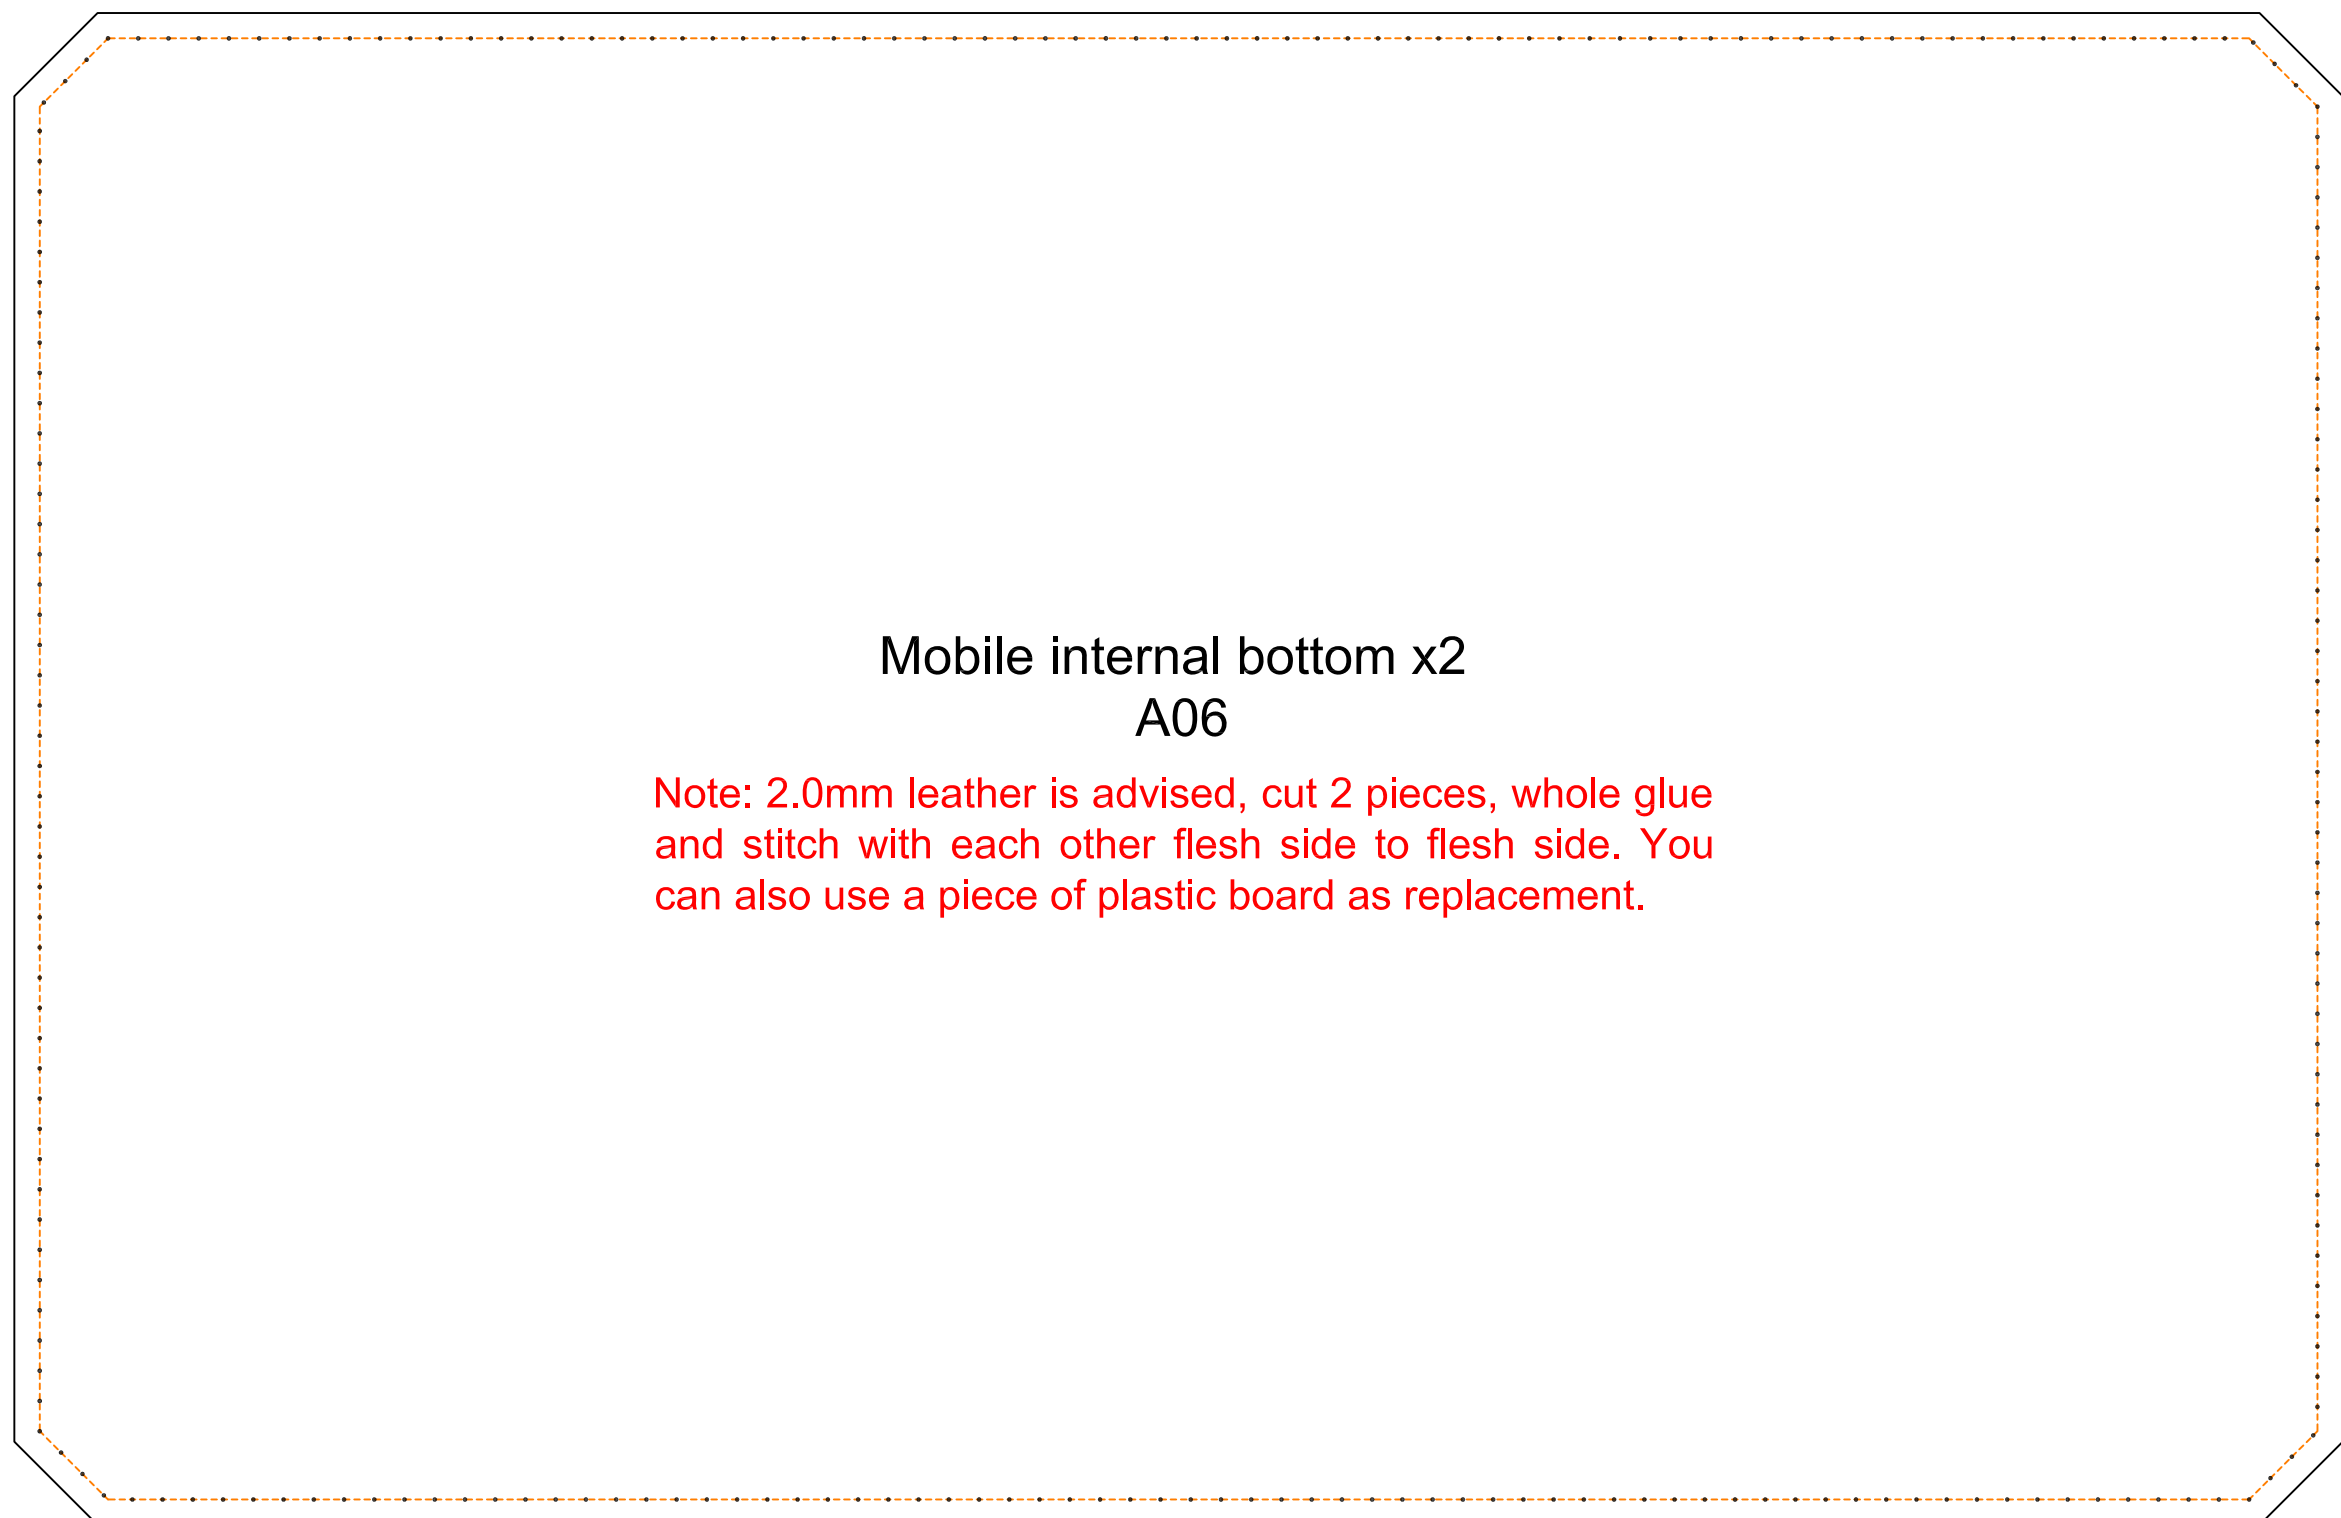 Mobile internal bottom x2
A06
Note: 2.0mm leather is advised, cut 2 pieces, whole glue
and stitch with each other flesh side to flesh side. You
can also use a piece of plastic board as replacement.